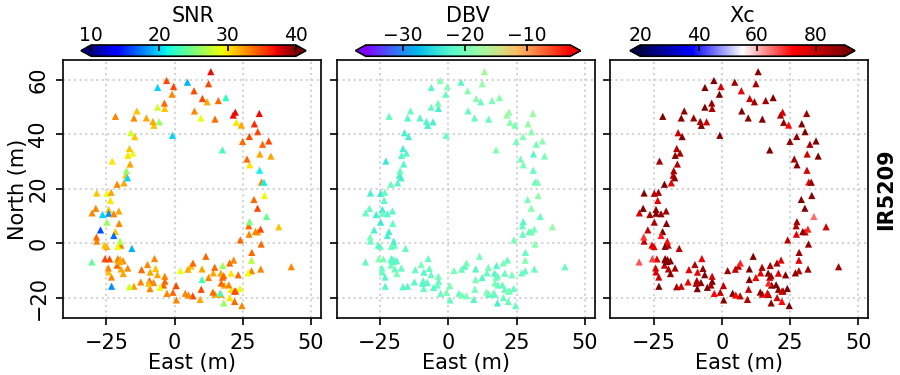 SNR DBV Xc
10 20 30 40 −30 −20 −10 20 40 60 80
60
40
20
0
−20
North (m)
IR5209
−25 0 25 50 −25 0 25 50 −25 0 25 50
East (m) East (m) East (m)